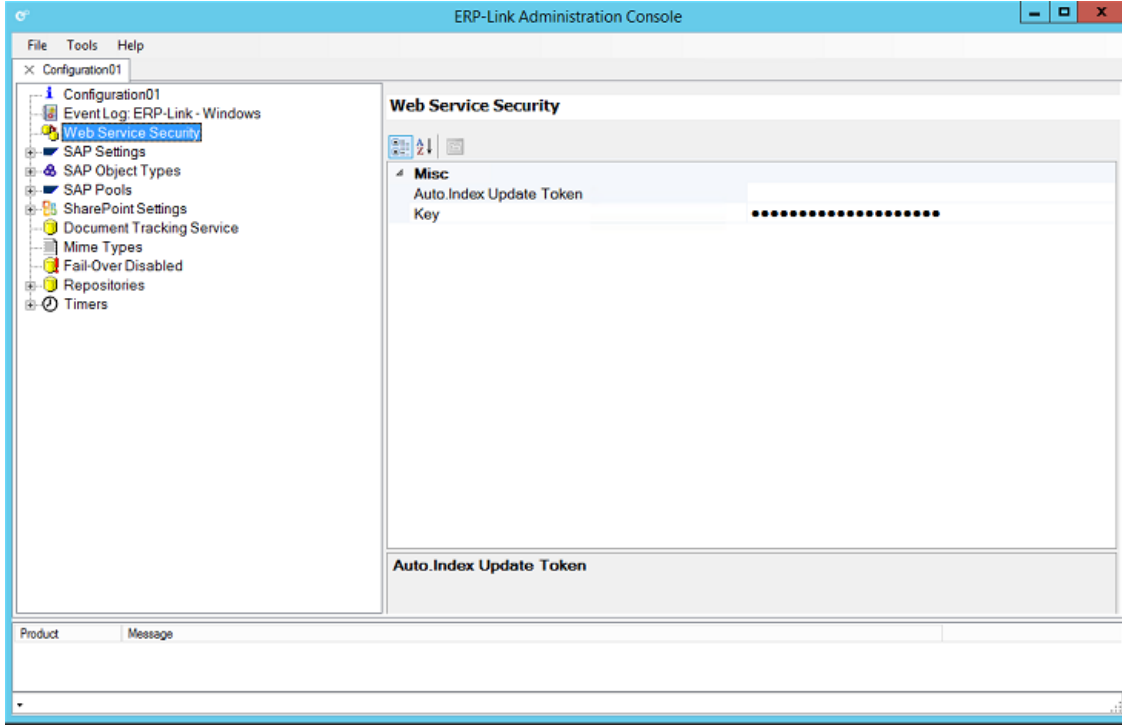 ERP-Link Administration Console
File Tools Help
Configuration01
Configuration01
Event Log: ERP-Link - Windows
Web Service Security
SAP Settings
SAP Object Types
SAP Pools
SharePoint Settings
Document Tracking Service
Mime Types
Fail-Over Disabled
Repositories
Timers
Web Service Security
Misc
Auto.Index Update Token
Key ●●●●●●●●●●●●●●●●●●●●
Auto.Index Update Token
Product Message